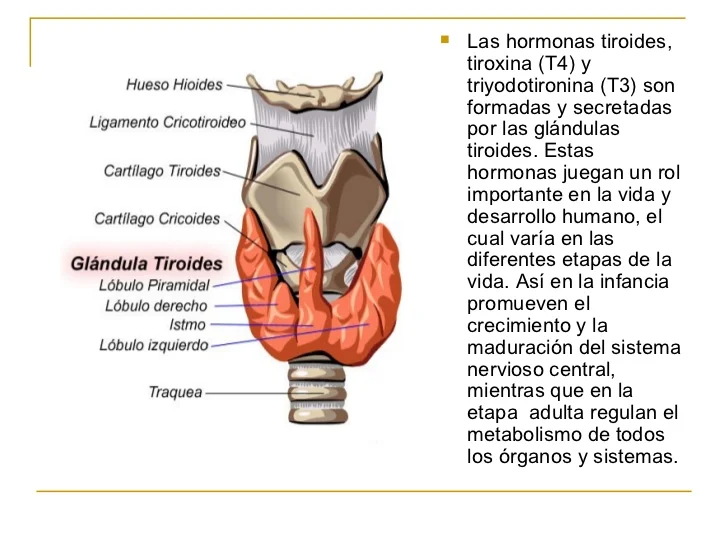 Hueso Hioides
Ligamento Cricotiroideo
Cartílago Tiroides
Cartílago Cricoides
Glándula Tiroides
Lóbulo Piramidal
Lóbulo derecho
Istmo
Lóbulo izquierdo
Traquea
Las hormonas tiroides,
tiroxina (T4) y
triyodotironina (T3) son
formadas y secretadas
por las glándulas
tiroides. Estas
hormonas juegan un rol
importante en la vida y
desarrollo humano, el
cual varía en las
diferentes etapas de la
vida. Así en la infancia
promueven el
crecimiento y la
maduración del sistema
nervioso central,
mientras que en la
etapa  adulta regulan el
metabolismo de todos
los órganos y sistemas.